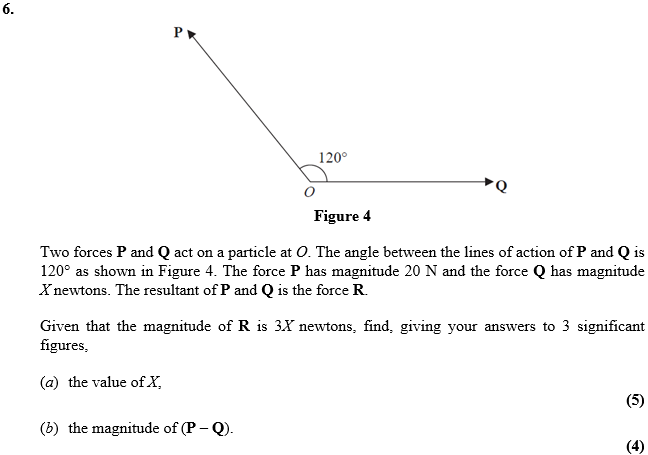 6.
P
120°
O
Q
Figure 4
Two forces P and Q act on a particle at O. The angle between the lines of action of P and Q is
120° as shown in Figure 4. The force P has magnitude 20 N and the force Q has magnitude
X newtons. The resultant of P and Q is the force R.
Given that the magnitude of R is 3X newtons, find, giving your answers to 3 significant
figures,
(a) the value of X,
(5)
(b) the magnitude of (P – Q).
(4)